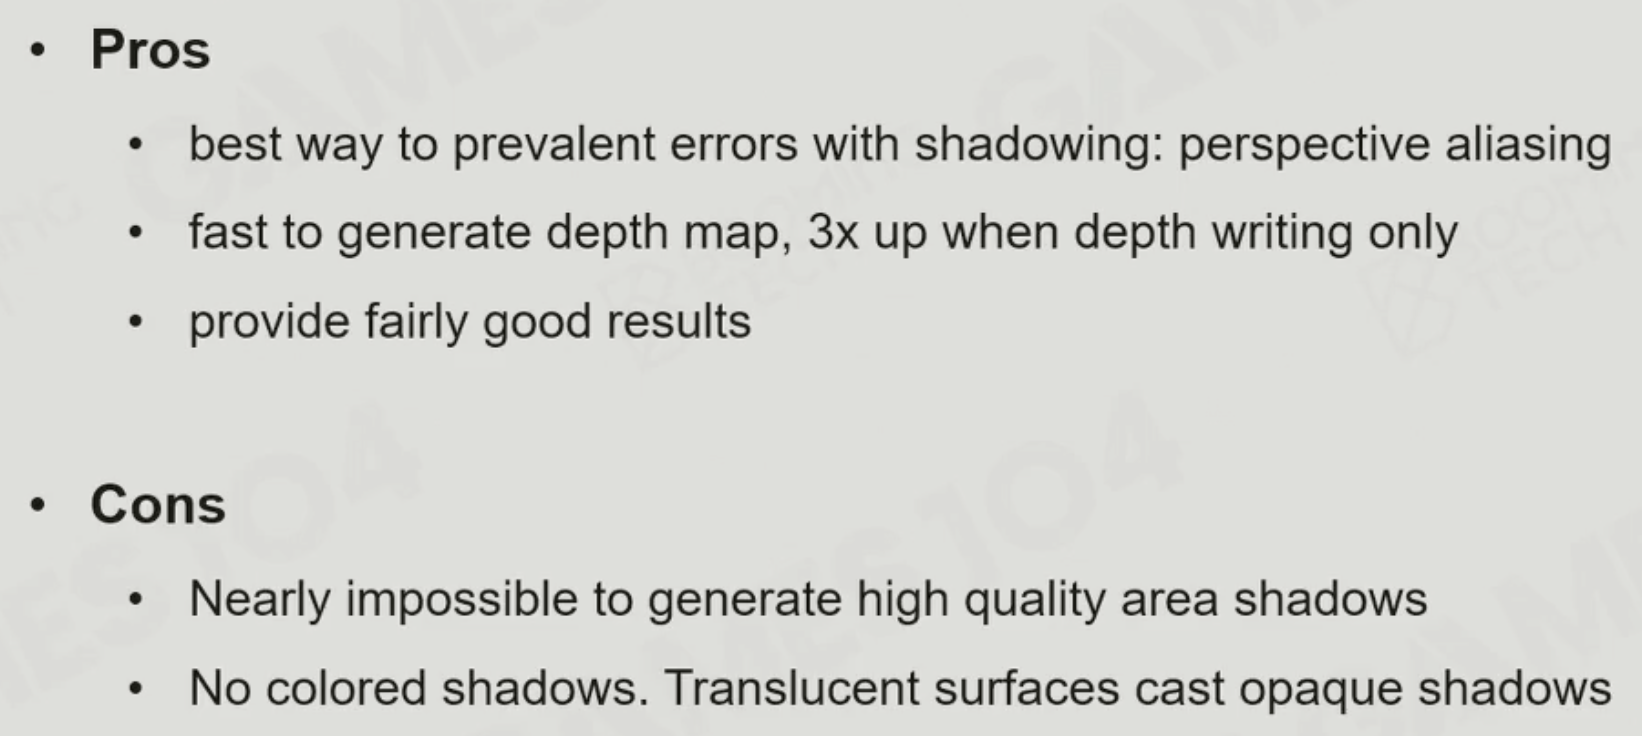 • Pros
• best way to prevalent errors with shadowing: perspective aliasing
• fast to generate depth map, 3x up when depth writing only
• provide fairly good results
• Cons
• Nearly impossible to generate high quality area shadows
• No colored shadows. Translucent surfaces cast opaque shadows